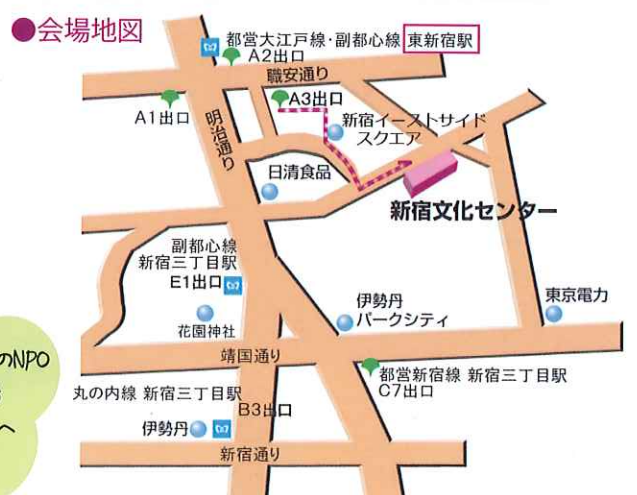 ●会場地図
都営大江戸線・副都心線 東新宿駅
A2出口
職安通り
A1出口
A3出口
明治通り
新宿イーストサイド
スクエア
日清食品
新宿文化センター
副都心線
新宿三丁目駅
E1出口
花園神社
伊勢丹
パークシティ
東京電力
靖国通り
都営新宿線 新宿三丁目駅
C7出口
丸の内線 新宿三丁目駅
B3出口
伊勢丹
新宿通り
のNPO
へ